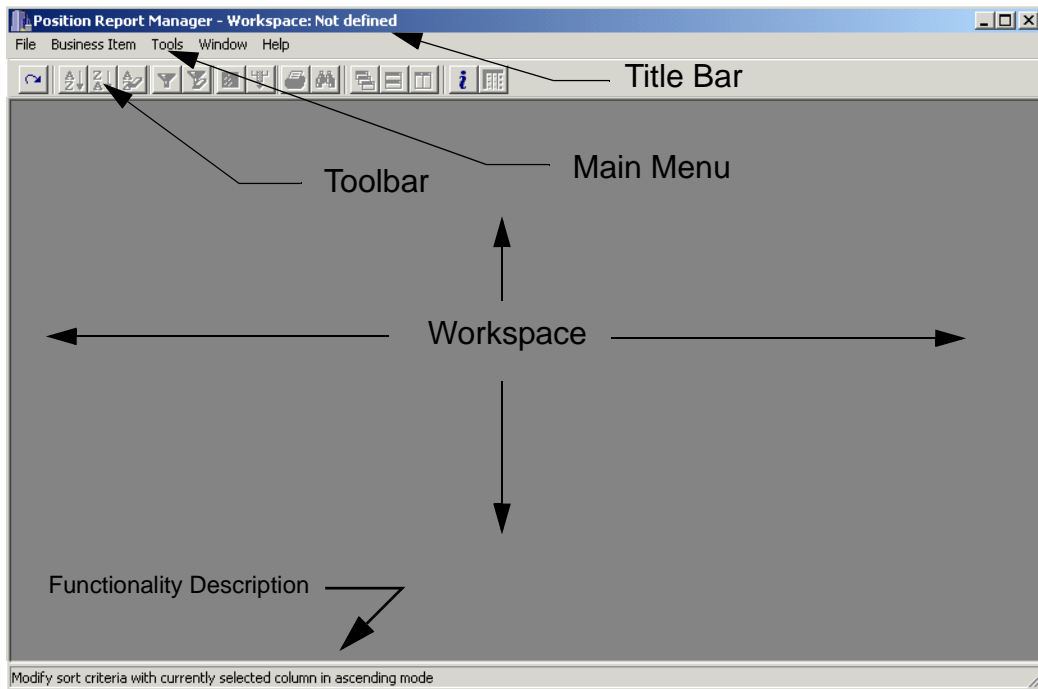 Position Report Manager - Workspace: Not defined
File Business Item Tools Window Help
Title Bar
Toolbar
Main Menu
Workspace
Functionality Description
Modify sort criteria with currently selected column in ascending mode